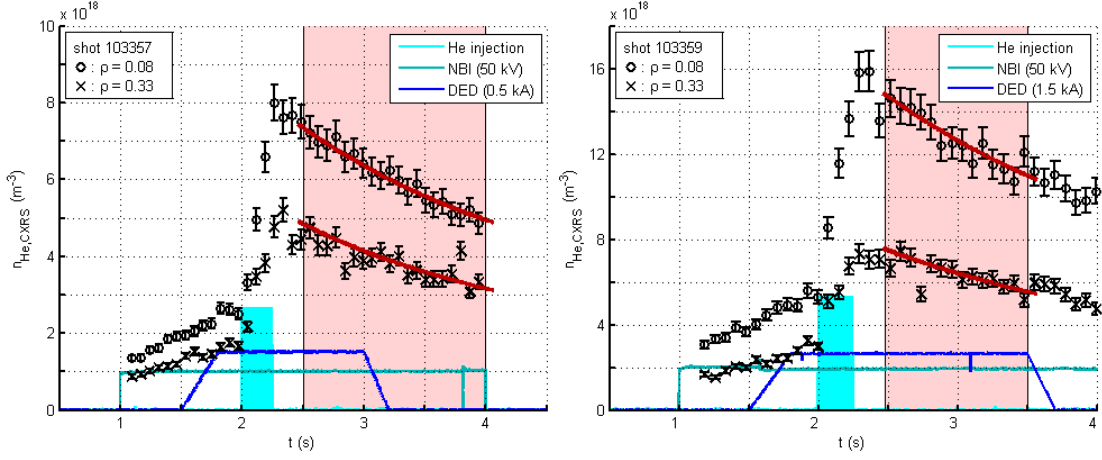 x 10^18
10
8
6
4
2
0
n_He,CXRS (m^-3)
1
2
3
4
t (s)
shot 103357
o : ρ = 0.08
× : ρ = 0.33
He injection
NBI (50 kV)
DED (0.5 kA)
x 10^18
16
12
8
4
0
n_He,CXRS (m^-3)
1
2
3
4
t (s)
shot 103359
o : ρ = 0.08
× : ρ = 0.33
He injection
NBI (50 kV)
DED (1.5 kA)